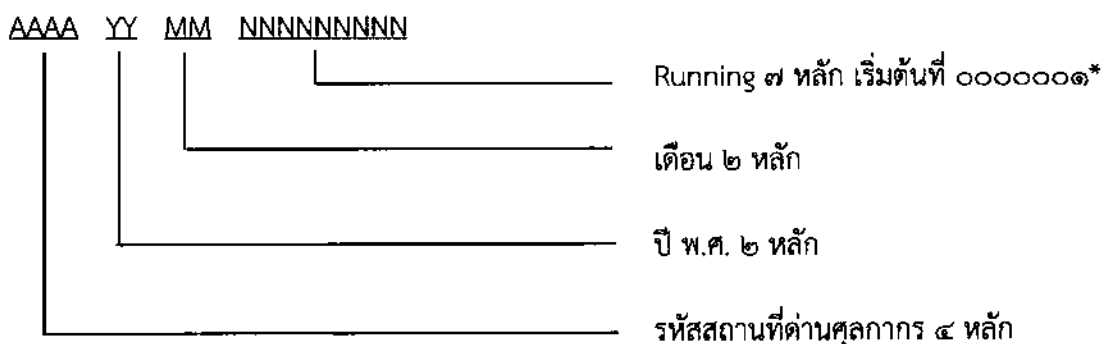 AAAA YY MM NNNNNNNNN
Running ๗ หลัก เริ่มต้นที่ ๐๐๐๐๐๐๑*
เดือน ๒ หลัก
ปี พ.ศ. ๒ หลัก
รหัสสถานที่ด่านศุลกากร ๔ หลัก